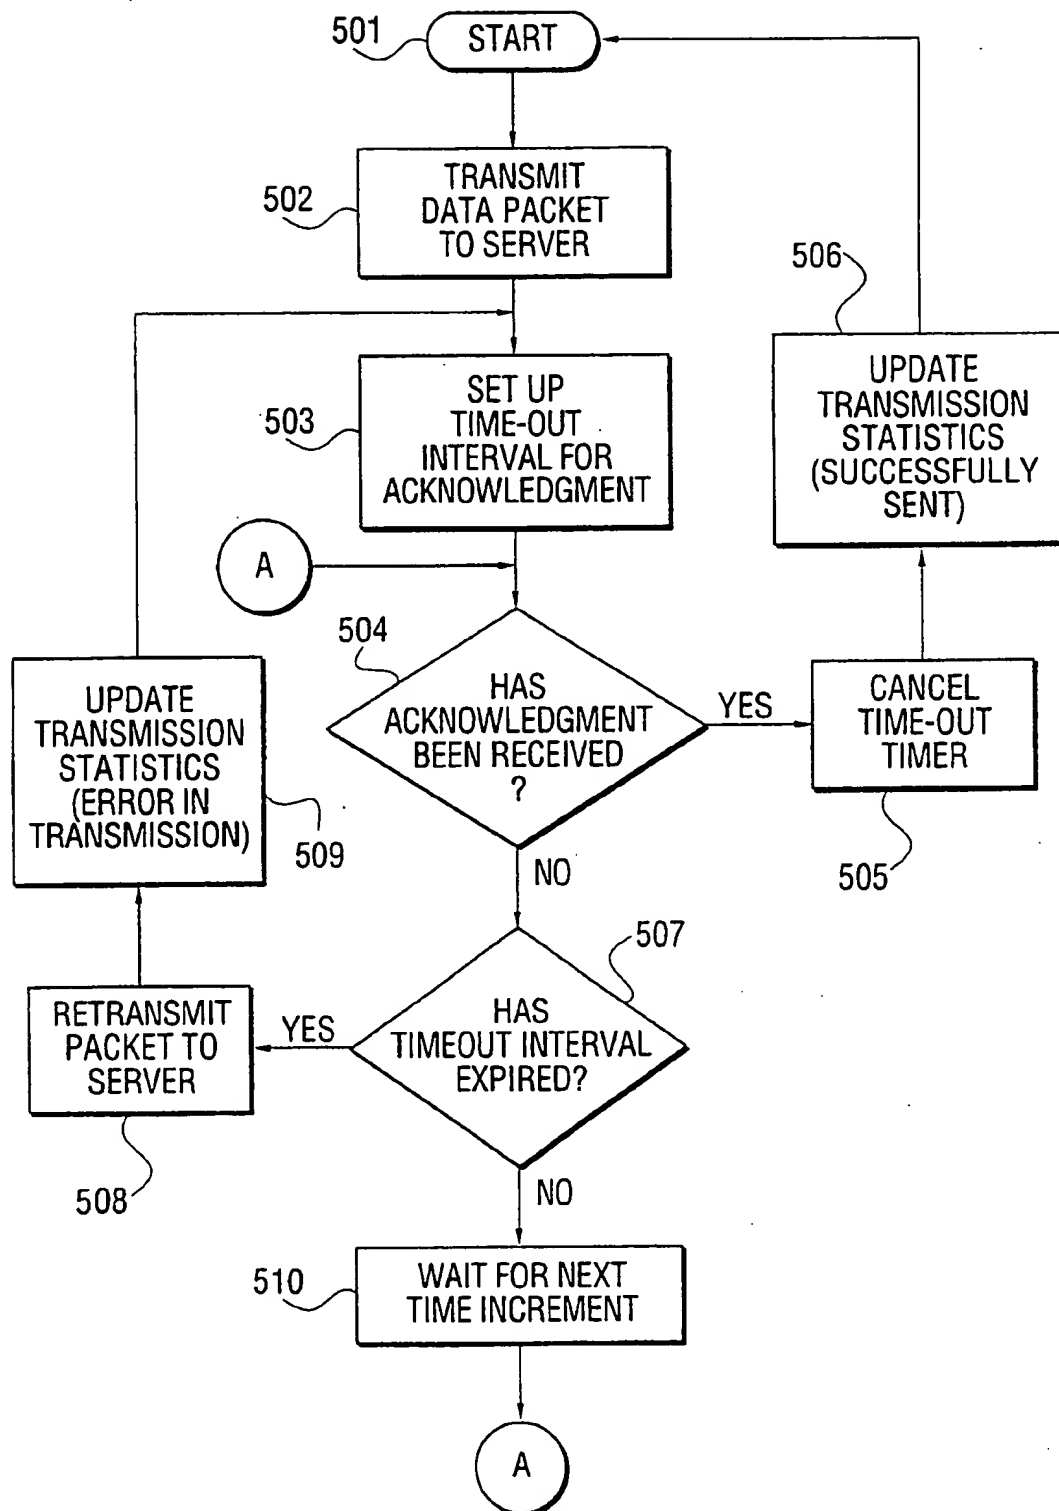 501
START
502
TRANSMIT
DATA PACKET
TO SERVER
506
UPDATE
TRANSMISSION
STATISTICS
(SUCCESSFULLY
SENT)
503
SET UP
TIME-OUT
INTERVAL FOR
ACKNOWLEDGMENT
A
504
HAS
ACKNOWLEDGMENT
BEEN RECEIVED
?
YES
CANCEL
TIME-OUT
TIMER
505
UPDATE
TRANSMISSION
STATISTICS
(ERROR IN
TRANSMISSION)
509
NO
507
HAS
TIMEOUT INTERVAL
EXPIRED?
YES
RETRANSMIT
PACKET TO
SERVER
508
NO
510
WAIT FOR NEXT
TIME INCREMENT
A